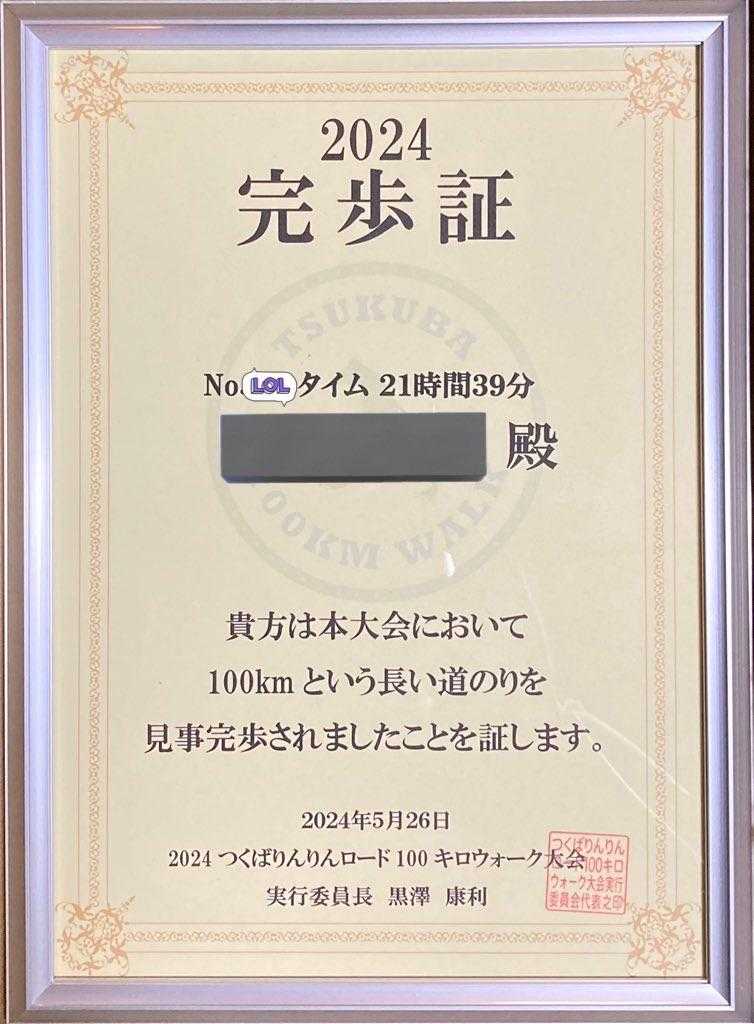 2024
完歩証
TSUKUBA
No. LOL タイム 21時間39分
殿
100KM WALK
貴方は本大会において
100kmという長い道のりを
見事完歩されましたことを証します。
2024年5月26日
2024 つくばりんりんロード 100 キロウォーク大会
実行委員長 黒澤 康利
つくばりんりん
100キロ
ウォーク大会実行
委員会代表之印